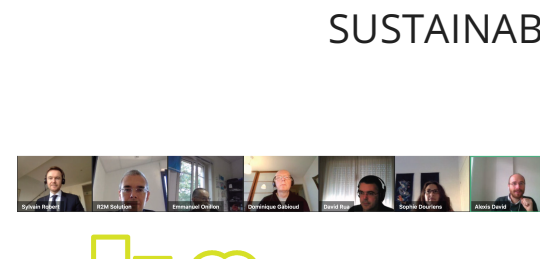 SUSTAINAB
Sylvain Robert
R2M Solution
Emmanuel Onillon
Dominique Gabioud
David Rua
Sophie Dourlens
Alexis David